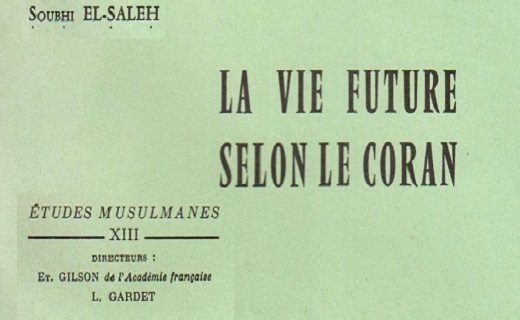 SOUBHI EL-SALEH
LA VIE FUTURE
SELON LE CORAN
ÉTUDES MUSULMANES
XIII
DIRECTEURS :
ET. GILSON de l'Académie française
L. GARDET